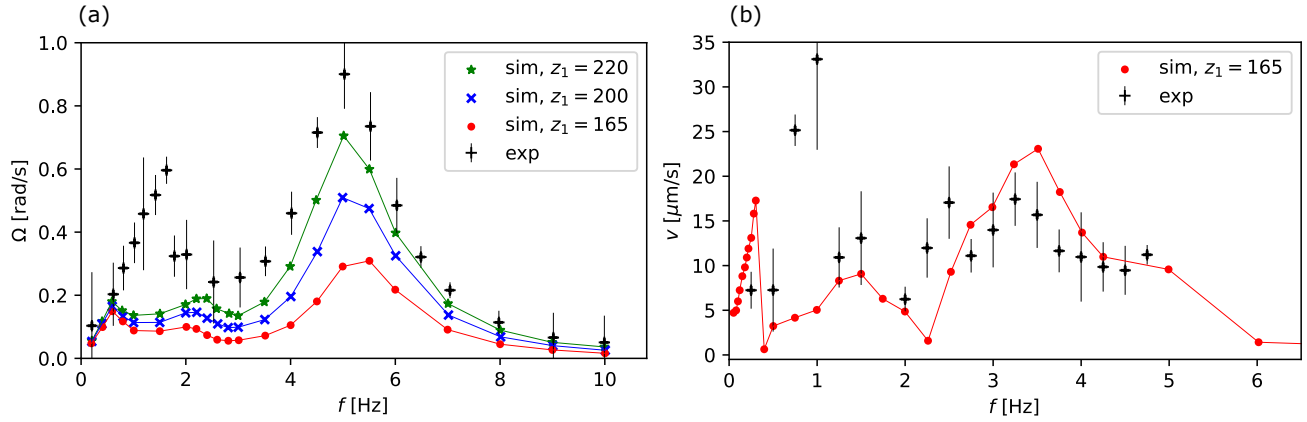 (a)
1.0
0.8
0.6
0.4
0.2
0.0
Ω [rad/s]
0 2 4 6 8 10
f [Hz]
sim, z₁ = 220
sim, z₁ = 200
sim, z₁ = 165
exp
(b)
35
30
25
20
15
10
5
0
v [μm/s]
0 1 2 3 4 5 6
f [Hz]
sim, z₁ = 165
exp